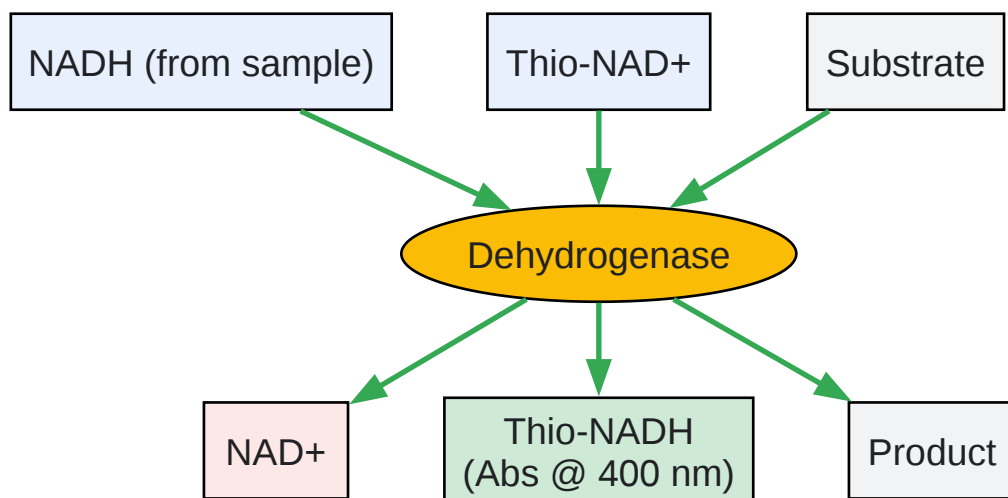 NADH (from sample)
Thio-NAD+
Substrate
Dehydrogenase
NAD+
Thio-NADH
(Abs @ 400 nm)
Product